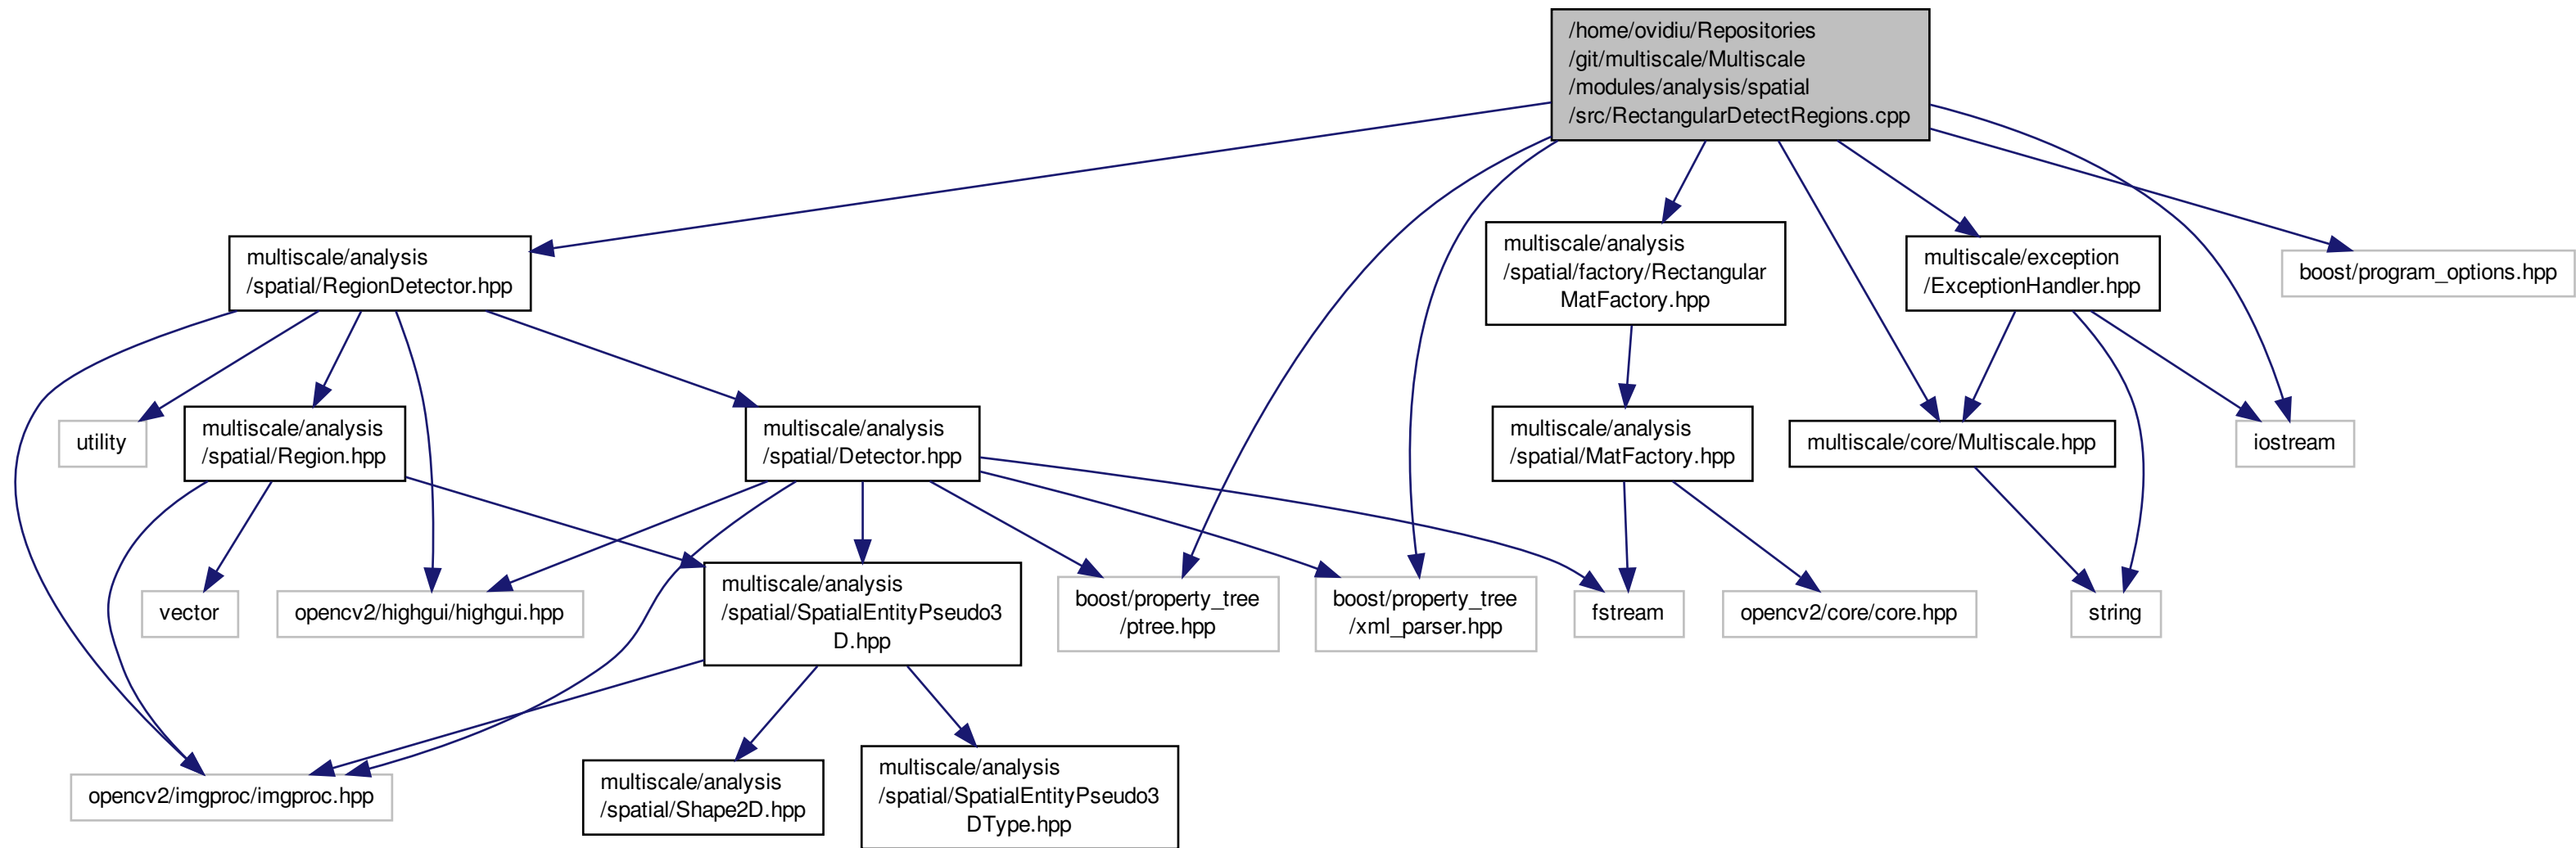 /home/ovidiu/Repositories
/git/multiscale/Multiscale
/modules/analysis/spatial
/src/RectangularDetectRegions.cpp
multiscale/analysis
/spatial/RegionDetector.hpp
multiscale/analysis
/spatial/factory/Rectangular
MatFactory.hpp
multiscale/exception
/ExceptionHandler.hpp
boost/program_options.hpp
utility
multiscale/analysis
/spatial/Region.hpp
multiscale/analysis
/spatial/Detector.hpp
multiscale/analysis
/spatial/MatFactory.hpp
multiscale/core/Multiscale.hpp
iostream
vector
opencv2/highgui/highgui.hpp
multiscale/analysis
/spatial/SpatialEntityPseudo3
D.hpp
boost/property_tree
/ptree.hpp
boost/property_tree
/xml_parser.hpp
fstream
opencv2/core/core.hpp
string
opencv2/imgproc/imgproc.hpp
multiscale/analysis
/spatial/Shape2D.hpp
multiscale/analysis
/spatial/SpatialEntityPseudo3
DType.hpp